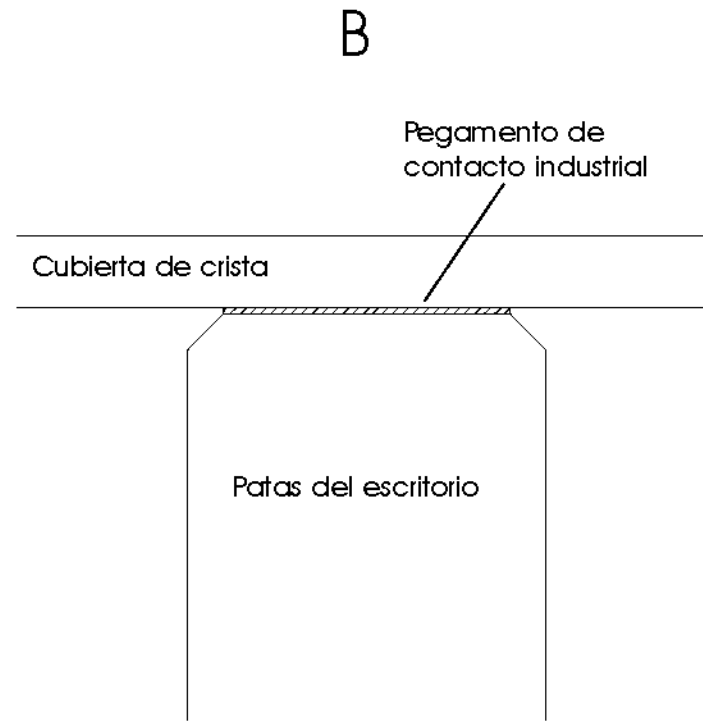 B
Pegamento de
contacto industrial
Cubierta de crista
Patas del escritorio